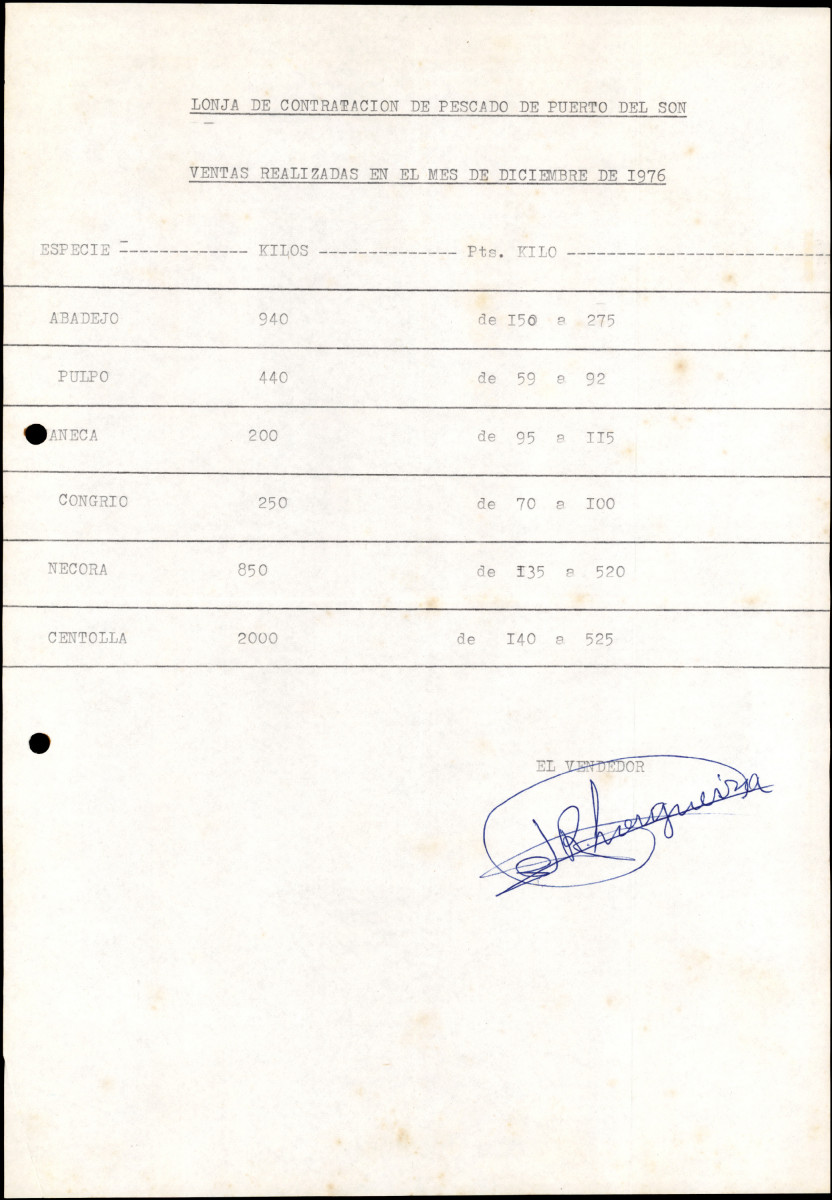 LONJA DE CONTRATACION DE PESCADO DE PUERTO DEL SON
VENTAS REALIZADAS EN EL MES DE DICIEMBRE DE I976
ESPECIE ------------- KILOS -------------- Pts. KILO ---------------------------
ABADEJO 940 de I50 a 275
PULPO 440 de 59 a 92
ANECA 200 de 95 a II5
CONGRIO 250 de 70 a I00
NECORA 850 de I35 a 520
CENTOLLA 2000 de I40 a 525
EL VENDEDOR